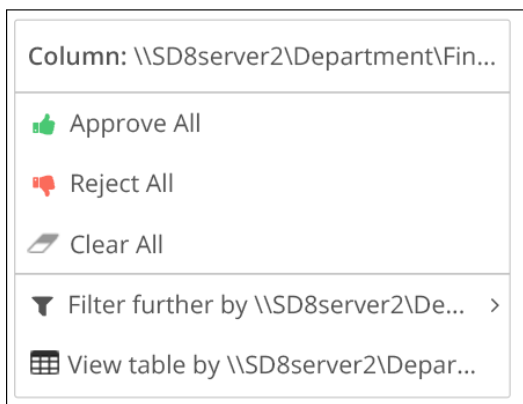 Column: \\SD8server2\Department\Fin...
Approve All
Reject All
Clear All
Filter further by \\SD8server2\De... >
View table by \\SD8server2\Depar...